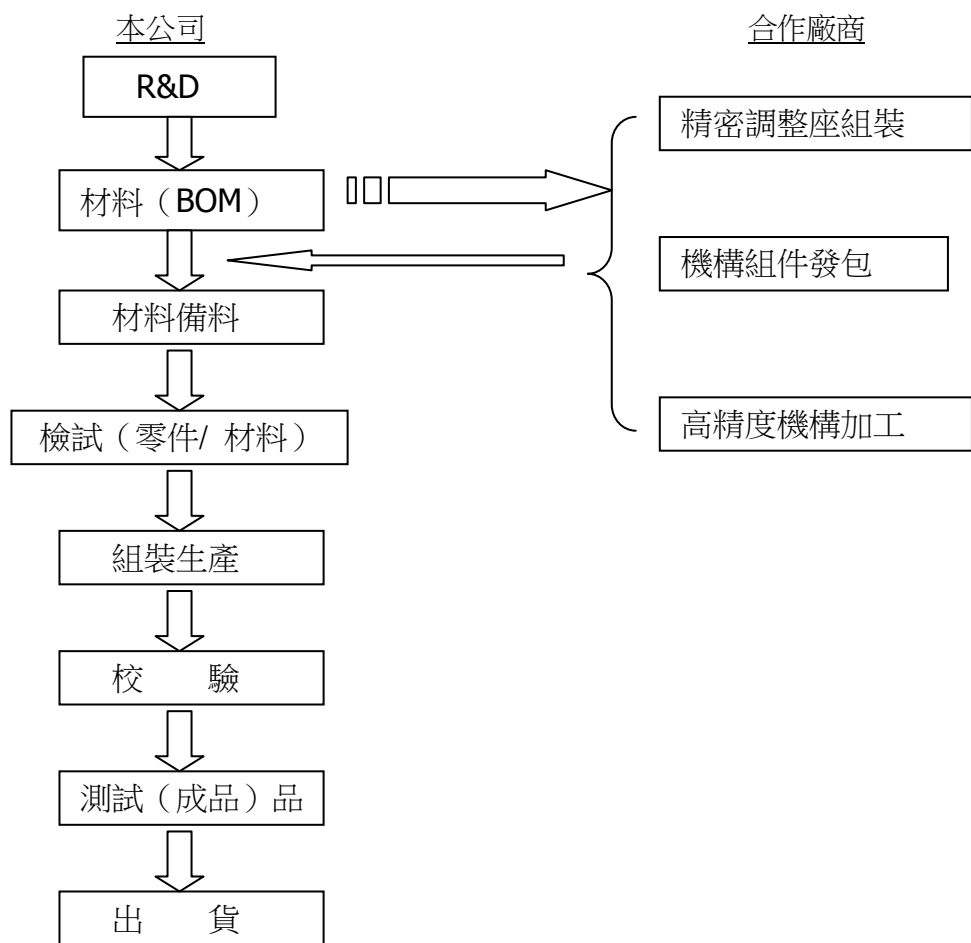 本公司
R&D
材料（BOM）
材料備料
檢試（零件/ 材料）
組裝生產
校　　驗
測試（成品）品
出　　貨
合作廠商
精密調整座組裝
機構組件發包
高精度機構加工